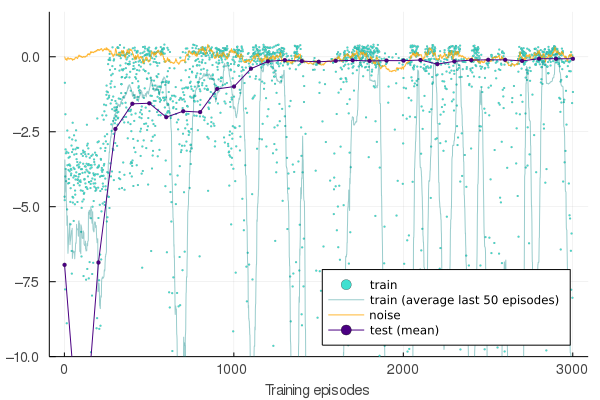 0.0
−2.5
−5.0
−7.5
−10.0
train
train (average last 50 episodes)
noise
test (mean)
0 1000 2000 3000
Training episodes